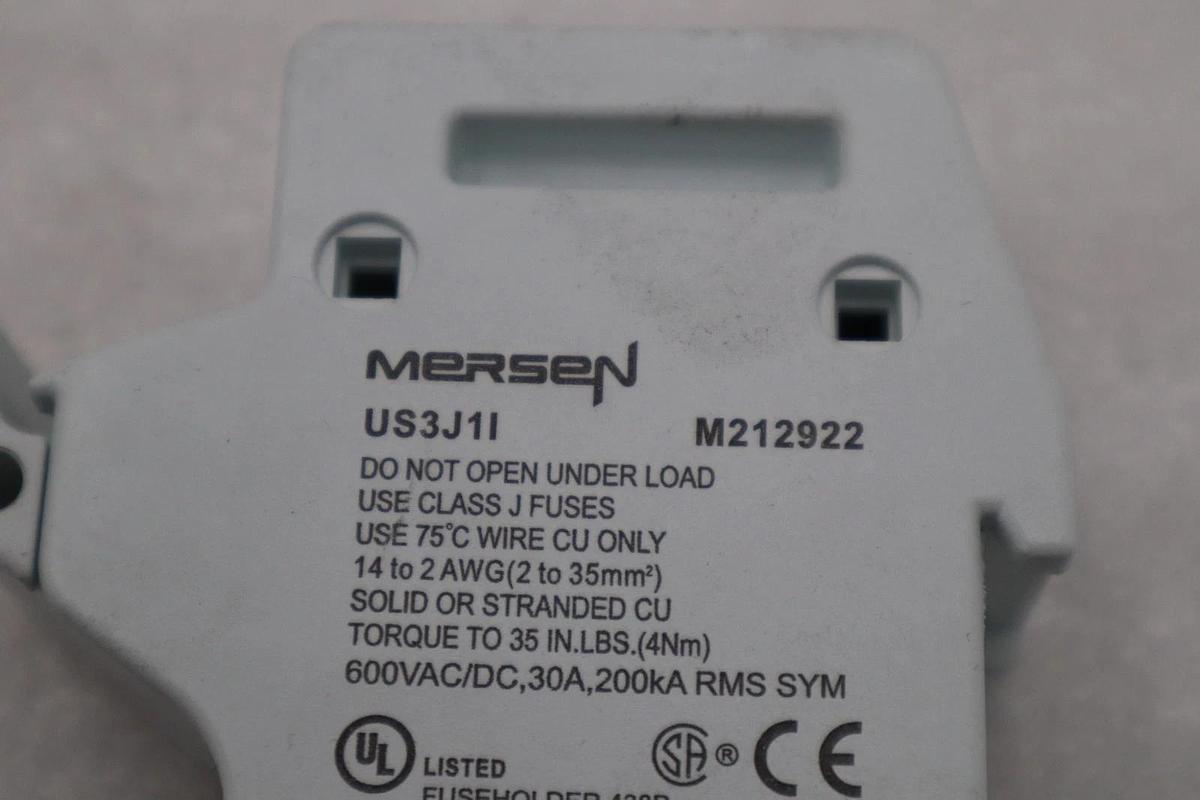 MERSEN
US3J1I M212922
DO NOT OPEN UNDER LOAD
USE CLASS J FUSES
USE 75°C WIRE CU ONLY
14 to 2 AWG(2 to 35mm²)
SOLID OR STRANDED CU
TORQUE TO 35 IN.LBS.(4Nm)
600VAC/DC,30A,200kA RMS SYM
UL LISTED SA ® CE
FUSEHOLDER